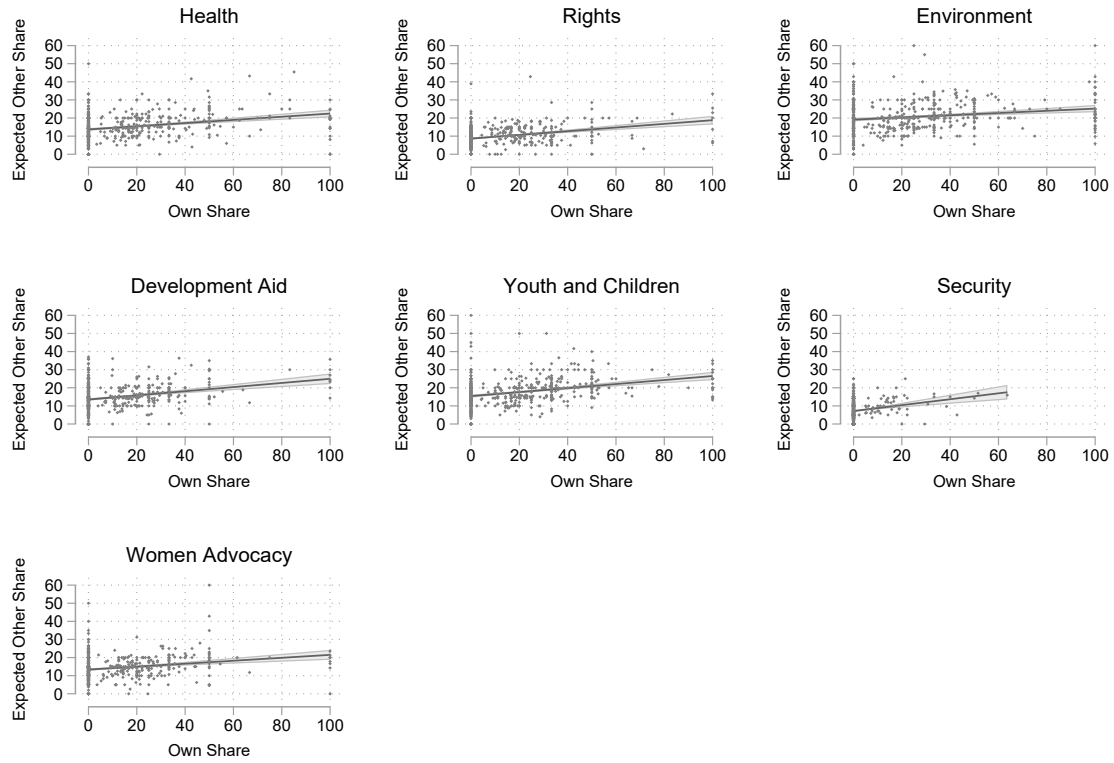 Health
Rights
Environment
Expected Other Share
60
50
40
30
20
10
0
0 20 40 60 80 100
Own Share
Expected Other Share
60
50
40
30
20
10
0
0 20 40 60 80 100
Own Share
Expected Other Share
60
50
40
30
20
10
0
0 20 40 60 80 100
Own Share
Development Aid
Youth and Children
Security
Expected Other Share
60
50
40
30
20
10
0
0 20 40 60 80 100
Own Share
Expected Other Share
60
50
40
30
20
10
0
0 20 40 60 80 100
Own Share
Expected Other Share
60
50
40
30
20
10
0
0 20 40 60 80 100
Own Share
Women Advocacy
Expected Other Share
60
50
40
30
20
10
0
0 20 40 60 80 100
Own Share